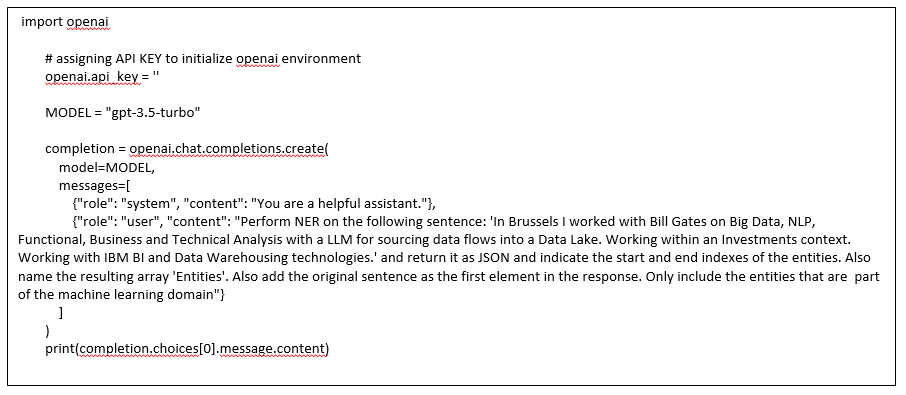 import openai
# assigning API KEY to initialize openai environment
openai.api_key = ''
MODEL = "gpt-3.5-turbo"
completion = openai.chat.completions.create(
model=MODEL,
messages=[
{"role": "system", "content": "You are a helpful assistant."},
{"role": "user", "content": "Perform NER on the following sentence: 'In Brussels I worked with Bill Gates on Big Data, NLP,
Functional, Business and Technical Analysis with a LLM for sourcing data flows into a Data Lake. Working within an Investments context.
Working with IBM BI and Data Warehousing technologies.' and return it as JSON and indicate the start and end indexes of the entities. Also
name the resulting array 'Entities'. Also add the original sentence as the first element in the response. Only include the entities that are  part
of the machine learning domain"}
]
)
print(completion.choices[0].message.content)